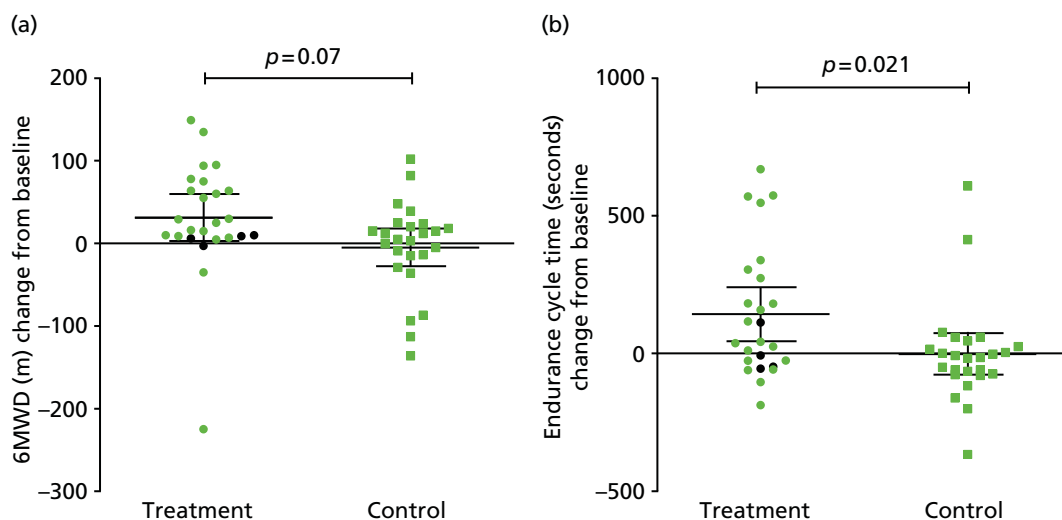 (a)
p=0.07
200
100
0
−100
−200
−300
6MWD (m) change from baseline
Treatment
Control
(b)
p=0.021
1000
500
0
−500
Endurance cycle time (seconds)
change from baseline
Treatment
Control